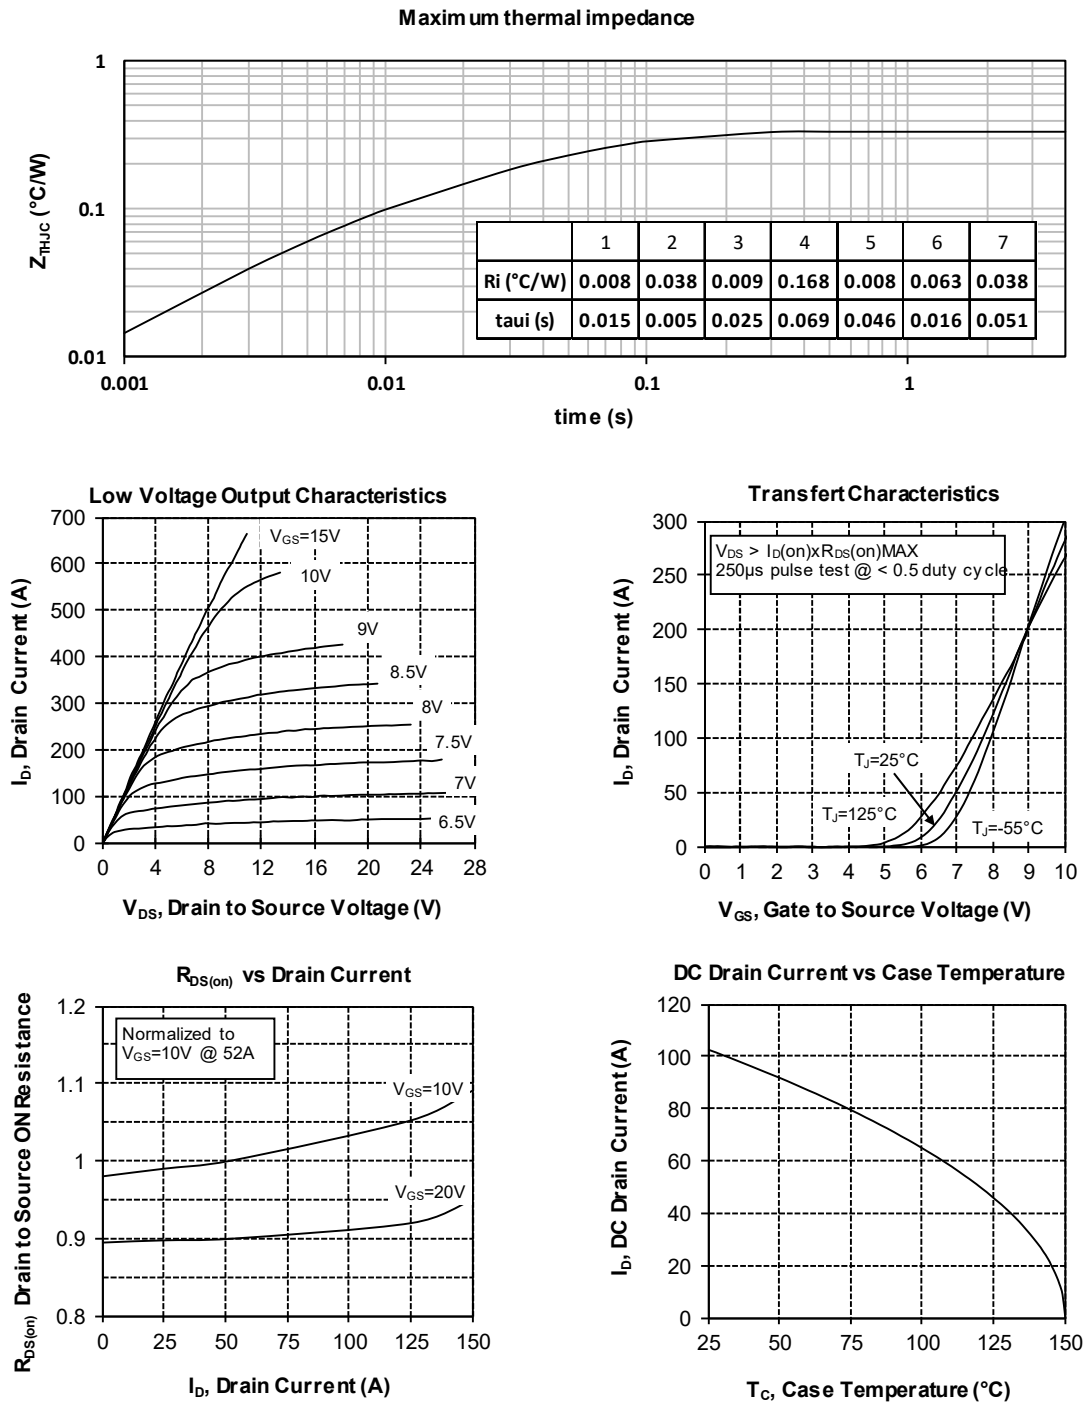 Maximum thermal impedance
1
0.1
0.01
Z_THJC (°C/W)
1 2 3 4 5 6 7
Ri (°C/W) 0.008 0.038 0.009 0.168 0.008 0.063 0.038
taui (s) 0.015 0.005 0.025 0.069 0.046 0.016 0.051
0.001 0.01 0.1 1
time (s)
Low Voltage Output Characteristics
700
600
500
400
300
200
100
0
I_D, Drain Current (A)
V_GS=15V
10V
9V
8.5V
8V
7.5V
7V
6.5V
0 4 8 12 16 20 24 28
V_DS, Drain to Source Voltage (V)
Transfert Characteristics
300
250
200
150
100
50
0
I_D, Drain Current (A)
V_DS > I_D(on)xR_DS(on)MAX
250µs pulse test @ < 0.5 duty cycle
T_J=25°C
T_J=125°C
T_J=-55°C
0 1 2 3 4 5 6 7 8 9 10
V_GS, Gate to Source Voltage (V)
R_DS(on) vs Drain Current
1.2
1.1
1
0.9
0.8
R_DS(on) Drain to Source ON Resistance
Normalized to
V_GS=10V @ 52A
V_GS=10V
V_GS=20V
0 25 50 75 100 125 150
I_D, Drain Current (A)
DC Drain Current vs Case Temperature
120
100
80
60
40
20
0
I_D, DC Drain Current (A)
25 50 75 100 125 150
T_C, Case Temperature (°C)